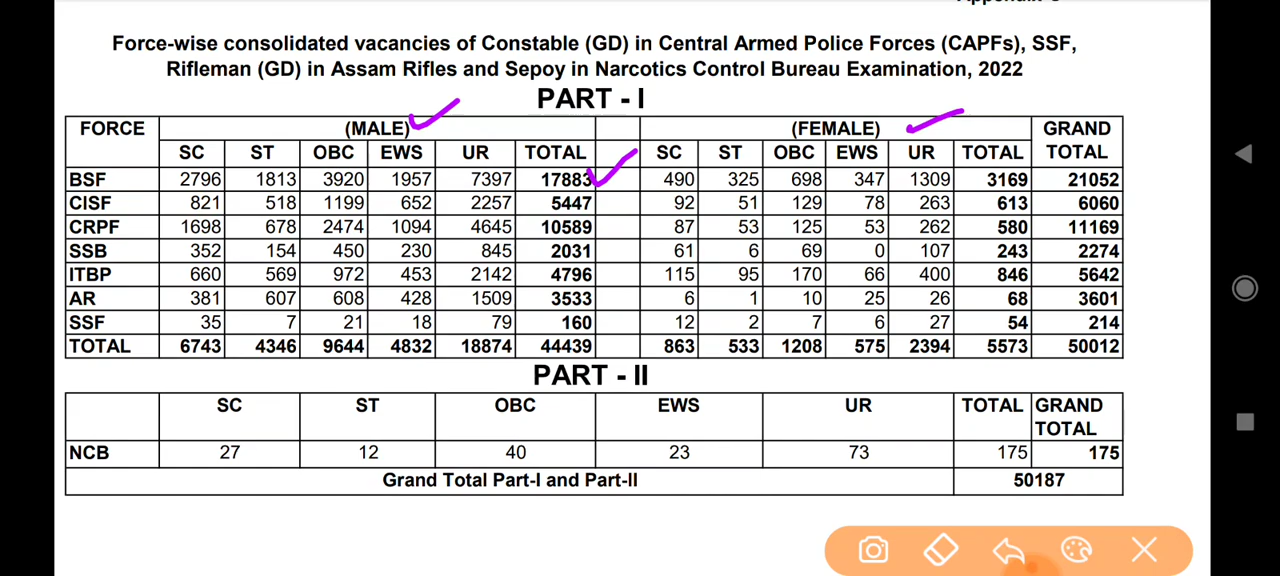 Force-wise consolidated vacancies of Constable (GD) in Central Armed Police Forces (CAPFs), SSF,
Rifleman (GD) in Assam Rifles and Sepoy in Narcotics Control Bureau Examination, 2022
PART - I
FORCE (MALE) (FEMALE) GRAND TOTAL
SC ST OBC EWS UR TOTAL SC ST OBC EWS UR TOTAL
BSF 2796 1813 3920 1957 7397 17883 490 325 698 347 1309 3169 21052
CISF 821 518 1199 652 2257 5447 92 51 129 78 263 613 6060
CRPF 1698 678 2474 1094 4645 10589 87 53 125 53 262 580 11169
SSB 352 154 450 230 845 2031 61 6 69 0 107 243 2274
ITBP 660 569 972 453 2142 4796 115 95 170 66 400 846 5642
AR 381 607 608 428 1509 3533 6 1 10 25 26 68 3601
SSF 35 7 21 18 79 160 12 2 7 6 27 54 214
TOTAL 6743 4346 9644 4832 18874 44439 863 533 1208 575 2394 5573 50012
PART - II
SC ST OBC EWS UR TOTAL GRAND TOTAL
NCB 27 12 40 23 73 175 175
Grand Total Part-I and Part-II 50187